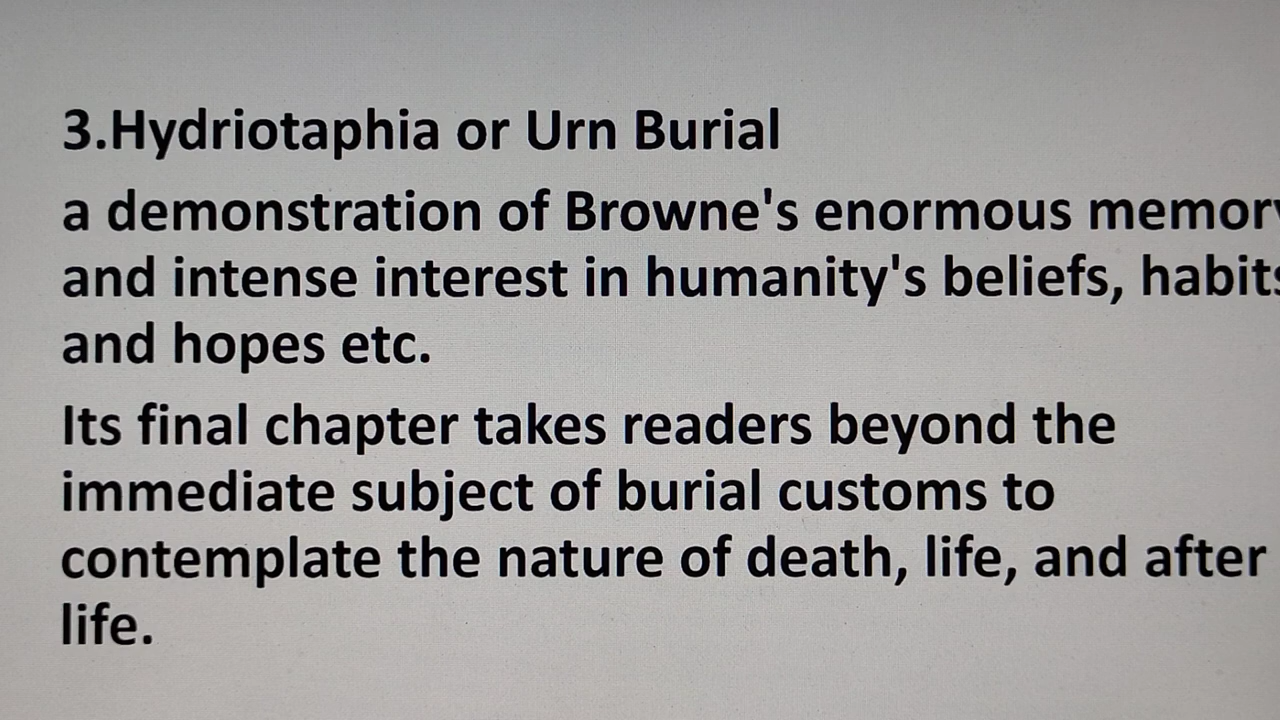 3.Hydriotaphia or Urn Burial
a demonstration of Browne's enormous memory
and intense interest in humanity's beliefs, habits
and hopes etc.
Its final chapter takes readers beyond the
immediate subject of burial customs to
contemplate the nature of death, life, and after
life.